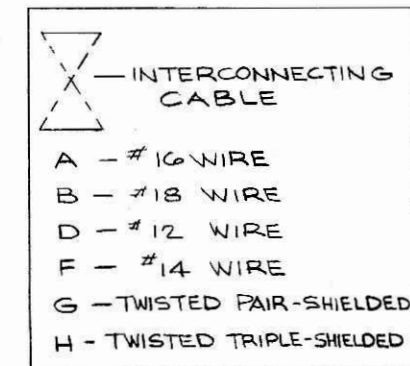 INTERCONNECTING
CABLE
A - #16 WIRE
B - #18 WIRE
D - #12 WIRE
F - #14 WIRE
G - TWISTED PAIR-SHIELDED
H - TWISTED TRIPLE-SHIELDED